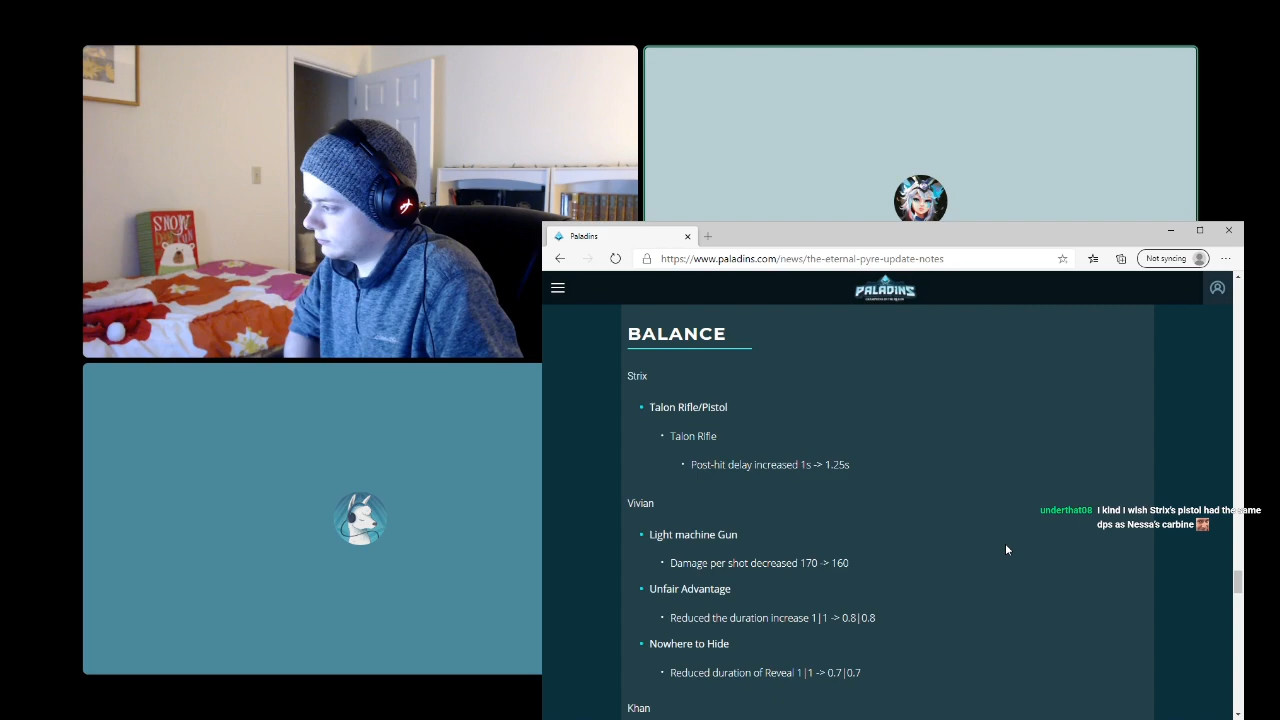 SNOW
Paladins
https://www.paladins.com/news/the-eternal-pyre-update-notes
Not syncing
PALADINS
BALANCE
Strix
Talon Rifle/Pistol
Talon Rifle
Post-hit delay increased 1s -> 1.25s
Vivian
underthat08 I kind I wish Strix's pistol had the same
dps as Nessa's carbine
Light machine Gun
Damage per shot decreased 170 -> 160
Unfair Advantage
Reduced the duration increase 1|1 -> 0.8|0.8
Nowhere to Hide
Reduced duration of Reveal 1|1 -> 0.7|0.7
Khan